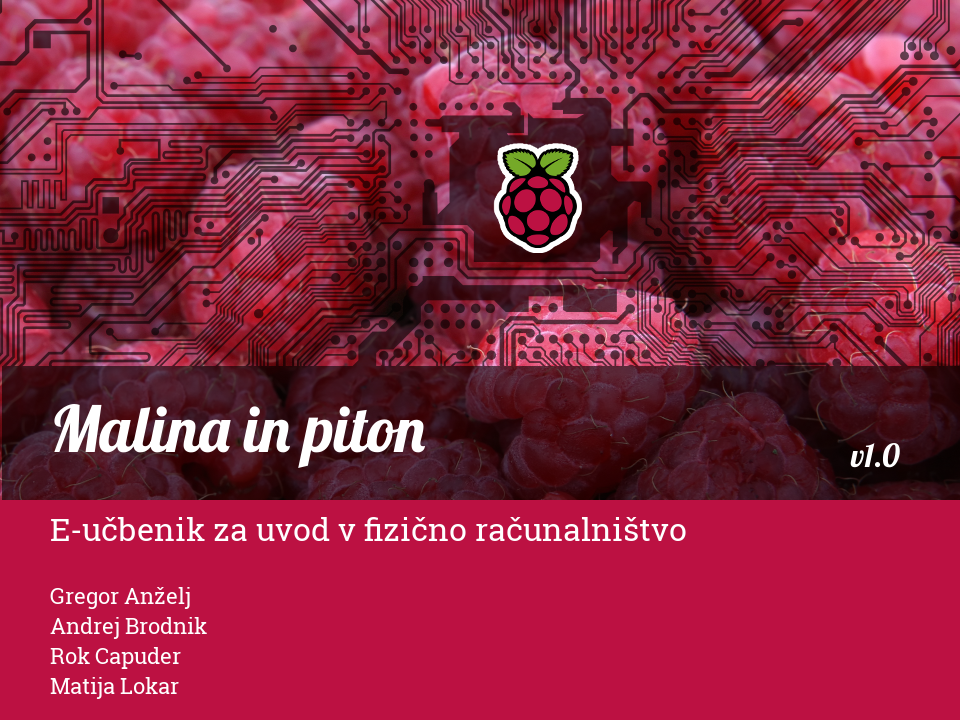 Malina in piton
v1.0
E-učbenik za uvod v fizično računalništvo
Gregor Anželj
Andrej Brodnik
Rok Capuder
Matija Lokar